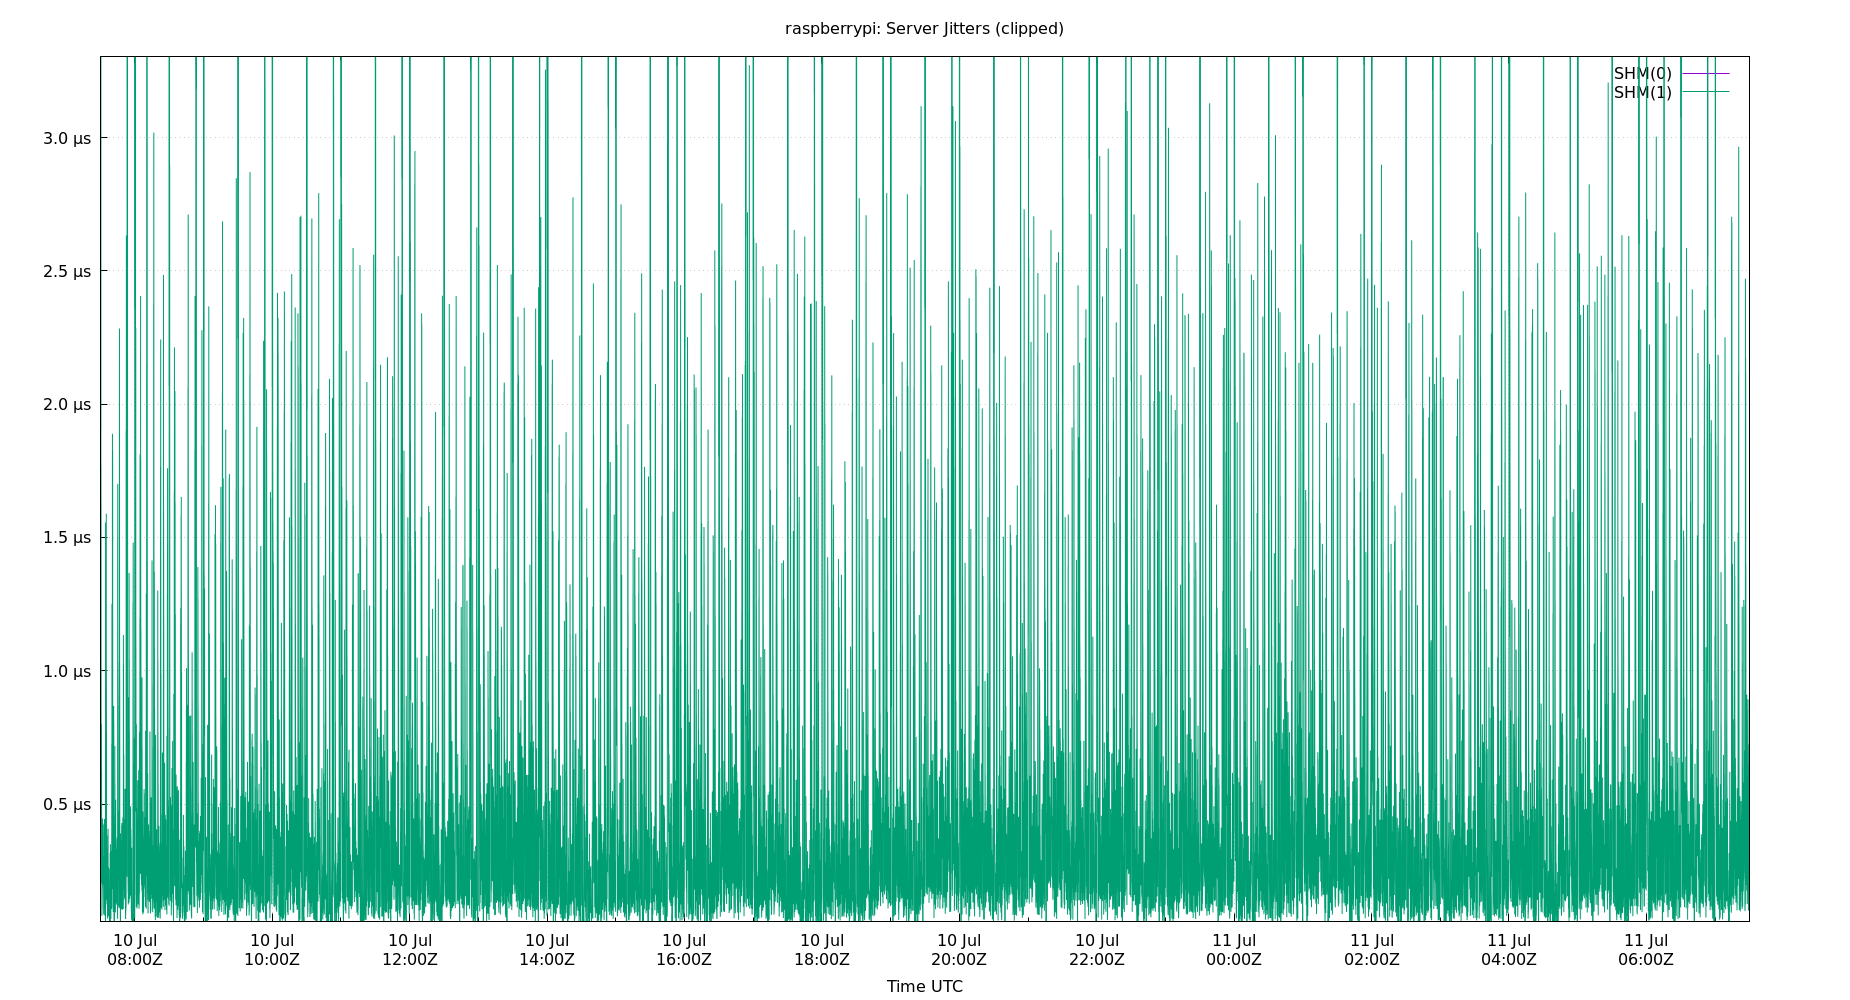 raspberrypi: Server Jitters (clipped)
SHM(0)
SHM(1)
3.0 µs
2.5 µs
2.0 µs
1.5 µs
1.0 µs
0.5 µs
10 Jul 10 Jul 10 Jul 10 Jul 10 Jul 10 Jul 10 Jul 10 Jul 11 Jul 11 Jul 11 Jul 11 Jul
08:00Z 10:00Z 12:00Z 14:00Z 16:00Z 18:00Z 20:00Z 22:00Z 00:00Z 02:00Z 04:00Z 06:00Z
Time UTC